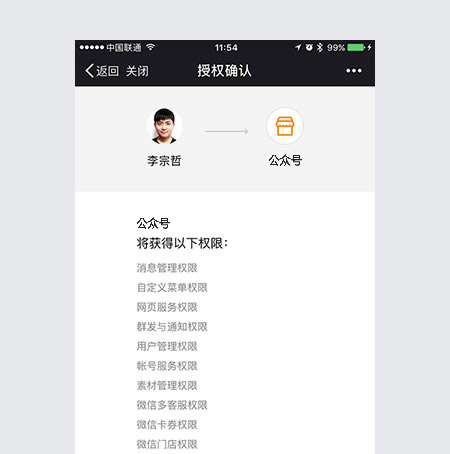 中国联通 11:54 99%
返回 关闭 授权确认
李宗哲 公众号
公众号
将获得以下权限：
消息管理权限
自定义菜单权限
网页服务权限
群发与通知权限
用户管理权限
帐号服务权限
素材管理权限
微信多客服权限
微信卡券权限
微信门店权限